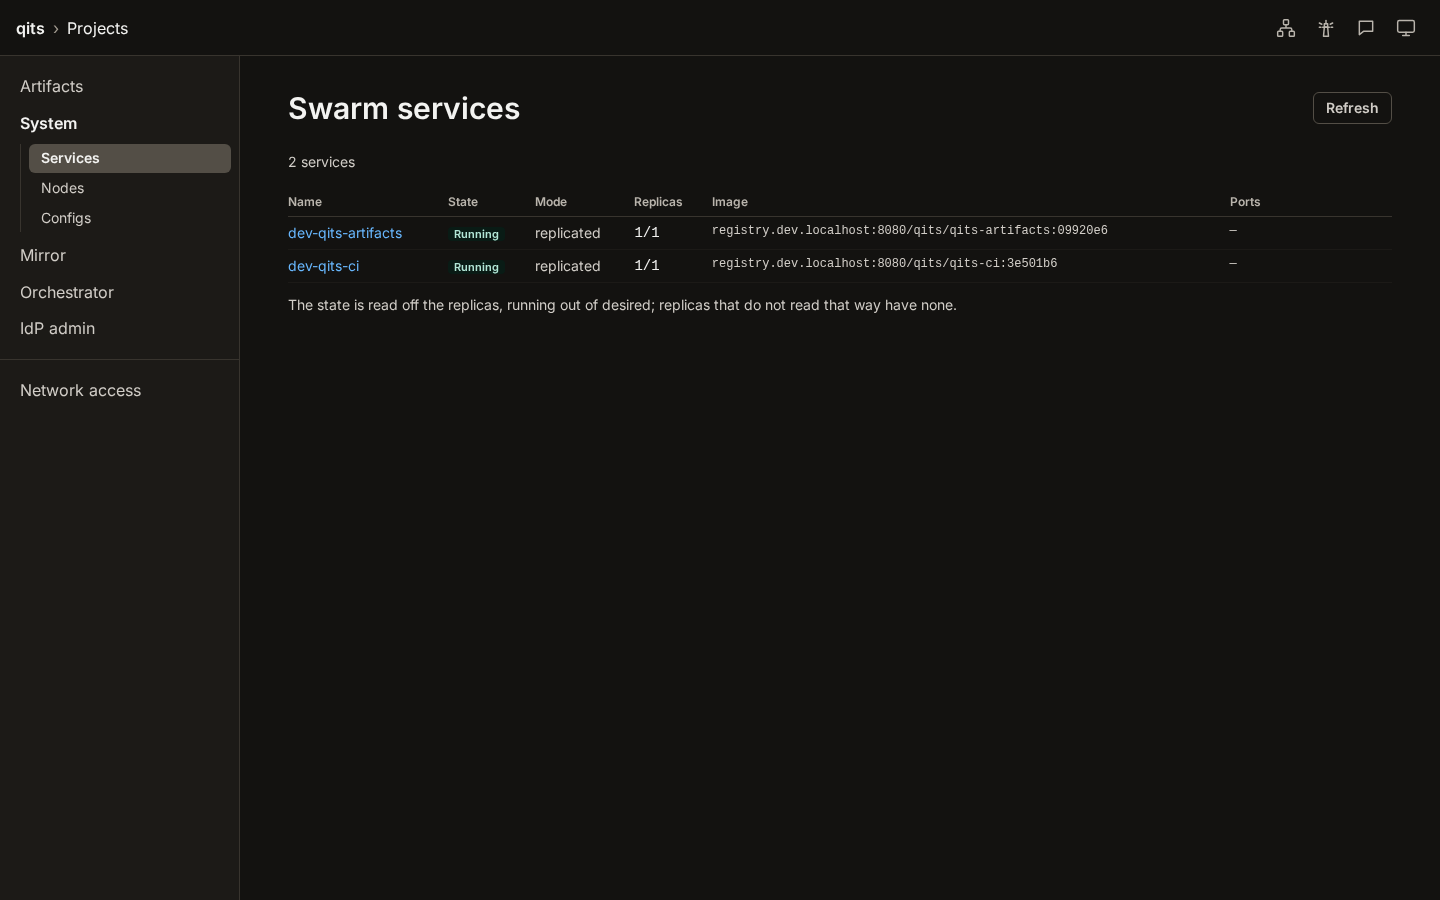 qits › Projects
Artifacts
System
Services
Nodes
Configs
Mirror
Orchestrator
IdP admin
Network access
Swarm services
Refresh
2 services
Name State Mode Replicas Image Ports
dev-qits-artifacts Running replicated 1/1 registry.dev.localhost:8080/qits/qits-artifacts:09920e6 —
dev-qits-ci Running replicated 1/1 registry.dev.localhost:8080/qits/qits-ci:3e501b6 —
The state is read off the replicas, running out of desired; replicas that do not read that way have none.